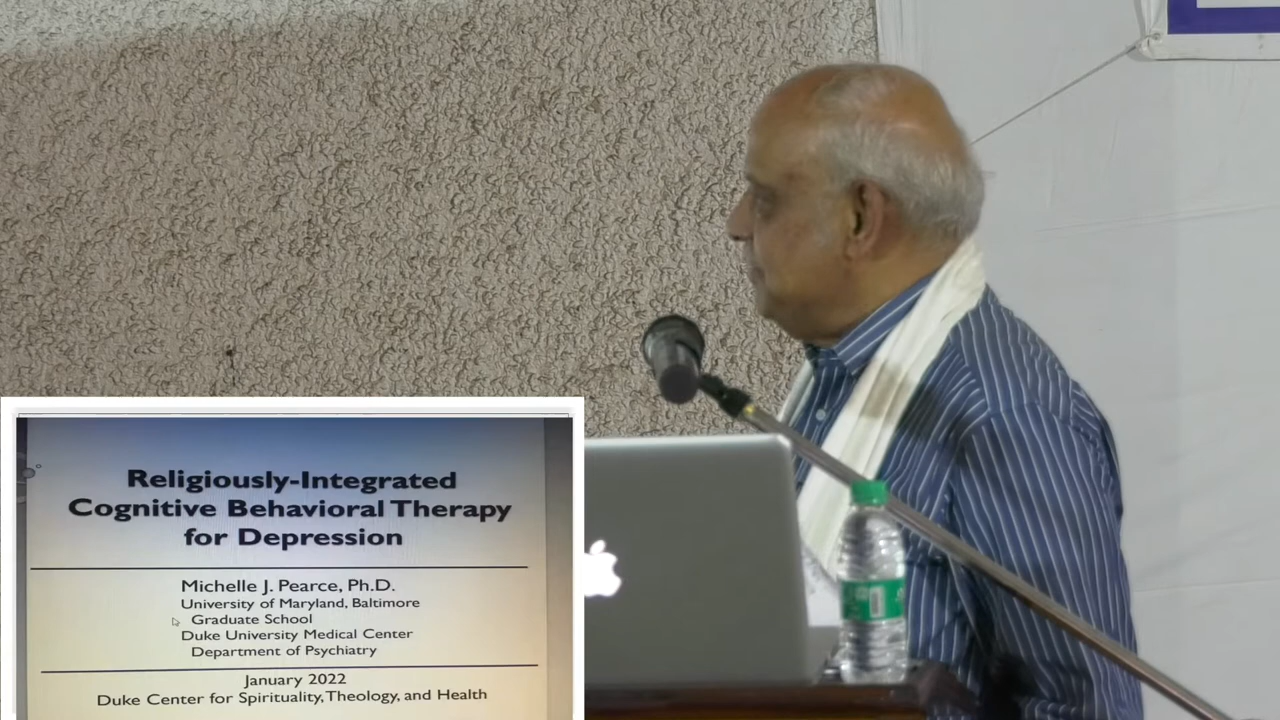 Religiously-Integrated
Cognitive Behavioral Therapy
for Depression
Michelle J. Pearce, Ph.D.
University of Maryland, Baltimore
Graduate School
Duke University Medical Center
Department of Psychiatry
January 2022
Duke Center for Spirituality, Theology, and Health